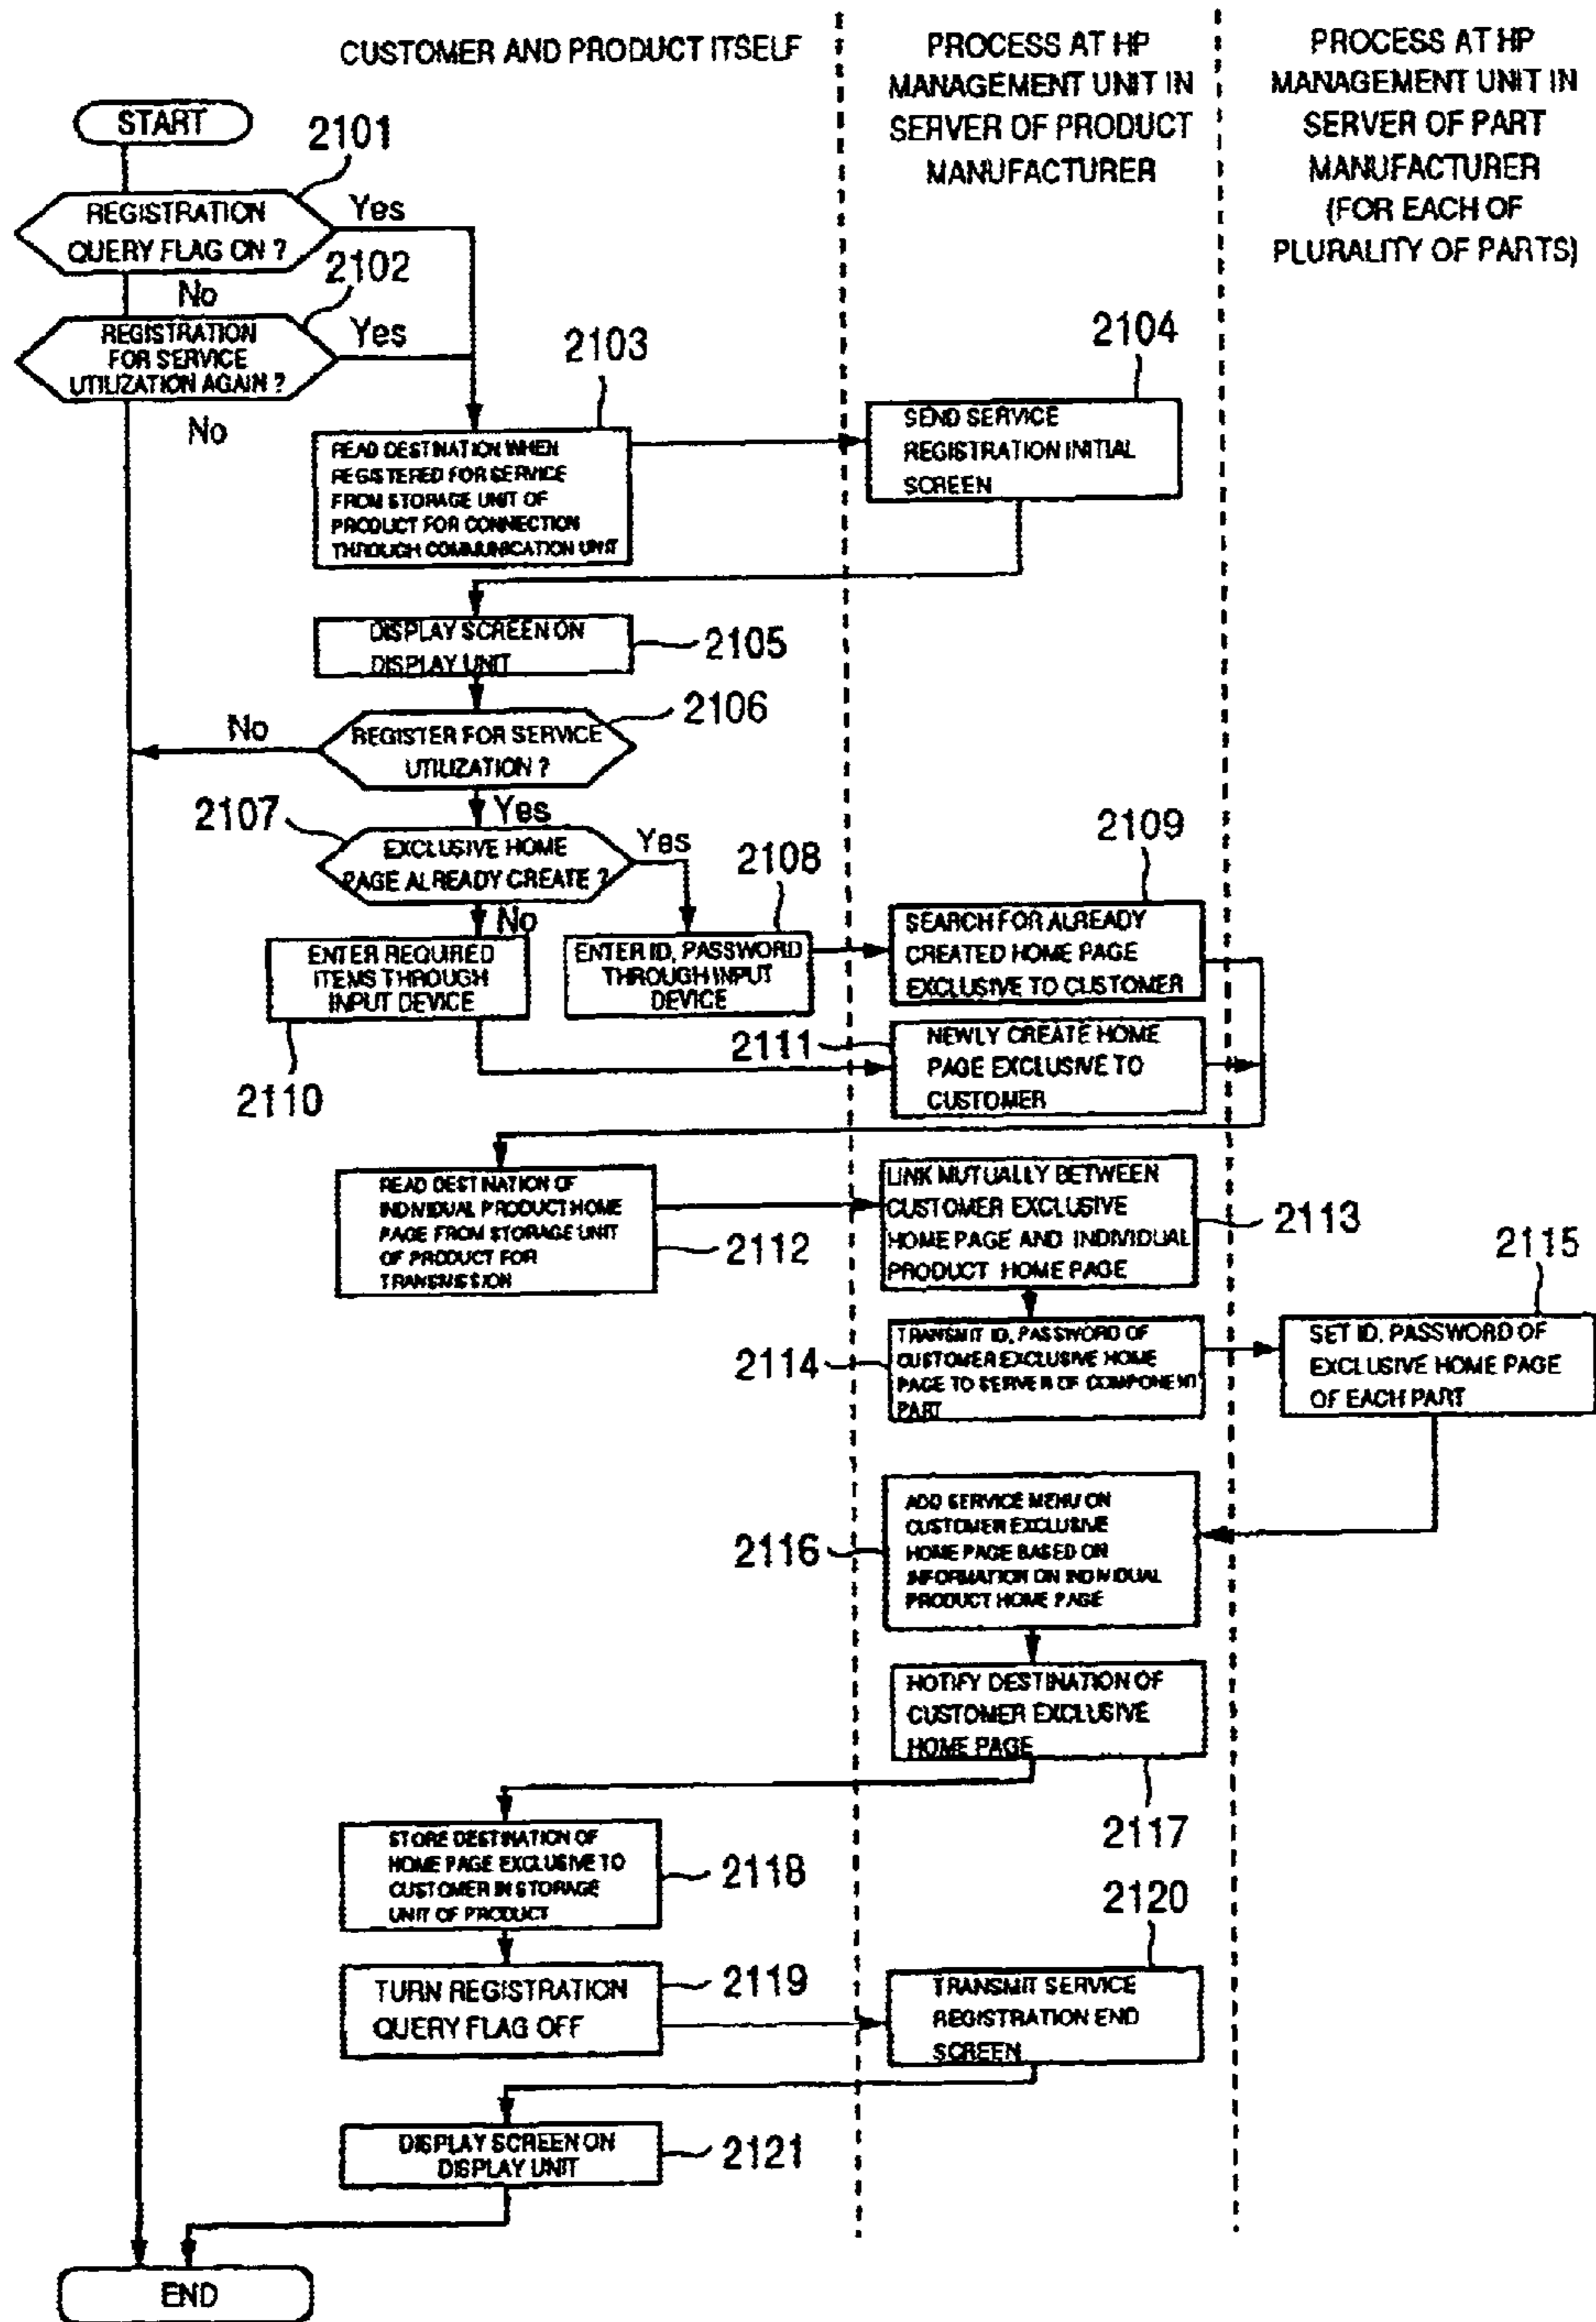 CUSTOMER AND PRODUCT ITSELF
PROCESS AT HP
MANAGEMENT UNIT IN
SERVER OF PRODUCT
MANUFACTURER
PROCESS AT HP
MANAGEMENT UNIT IN
SERVER OF PART
MANUFACTURER
(FOR EACH OF
PLURALITY OF PARTS)
START
2101
REGISTRATION
QUERY FLAG ON ?
Yes
No
2102
REGISTRATION
FOR SERVICE
UTILIZATION AGAIN ?
Yes
No
2103
READ DESTINATION WHEN
REGISTERED FOR SERVICE
FROM STORAGE UNIT OF
PRODUCT FOR CONNECTION
THROUGH COMMUNICATION UNIT
2104
SEND SERVICE
REGISTRATION INITIAL
SCREEN
DISPLAY SCREEN ON
DISPLAY UNIT
2105
2106
REGISTER FOR SERVICE
UTILIZATION ?
No
Yes
2107
EXCLUSIVE HOME
PAGE ALREADY CREATE ?
Yes
No
2108
ENTER ID, PASSWORD
THROUGH INPUT
DEVICE
2109
SEARCH FOR ALREADY
CREATED HOME PAGE
EXCLUSIVE TO CUSTOMER
ENTER REQUIRED
ITEMS THROUGH
INPUT DEVICE
2110
2111
NEWLY CREATE HOME
PAGE EXCLUSIVE TO
CUSTOMER
READ DESTINATION OF
INDIVIDUAL PRODUCT HOME
PAGE FROM STORAGE UNIT
OF PRODUCT FOR
TRANSMISSION
2112
LINK MUTUALLY BETWEEN
CUSTOMER EXCLUSIVE
HOME PAGE AND INDIVIDUAL
PRODUCT HOME PAGE
2113
2114
TRANSMIT ID, PASSWORD OF
CUSTOMER EXCLUSIVE HOME
PAGE TO SERVER OF COMPONENT
PART
2115
SET ID, PASSWORD OF
EXCLUSIVE HOME PAGE
OF EACH PART
2116
ADD SERVICE MENU ON
CUSTOMER EXCLUSIVE
HOME PAGE BASED ON
INFORMATION ON INDIVIDUAL
PRODUCT HOME PAGE
NOTIFY DESTINATION OF
CUSTOMER EXCLUSIVE
HOME PAGE
2117
STORE DESTINATION OF
HOME PAGE EXCLUSIVE TO
CUSTOMER IN STORAGE
UNIT OF PRODUCT
2118
TURN REGISTRATION
QUERY FLAG OFF
2119
2120
TRANSMIT SERVICE
REGISTRATION END
SCREEN
DISPLAY SCREEN ON
DISPLAY UNIT
2121
END